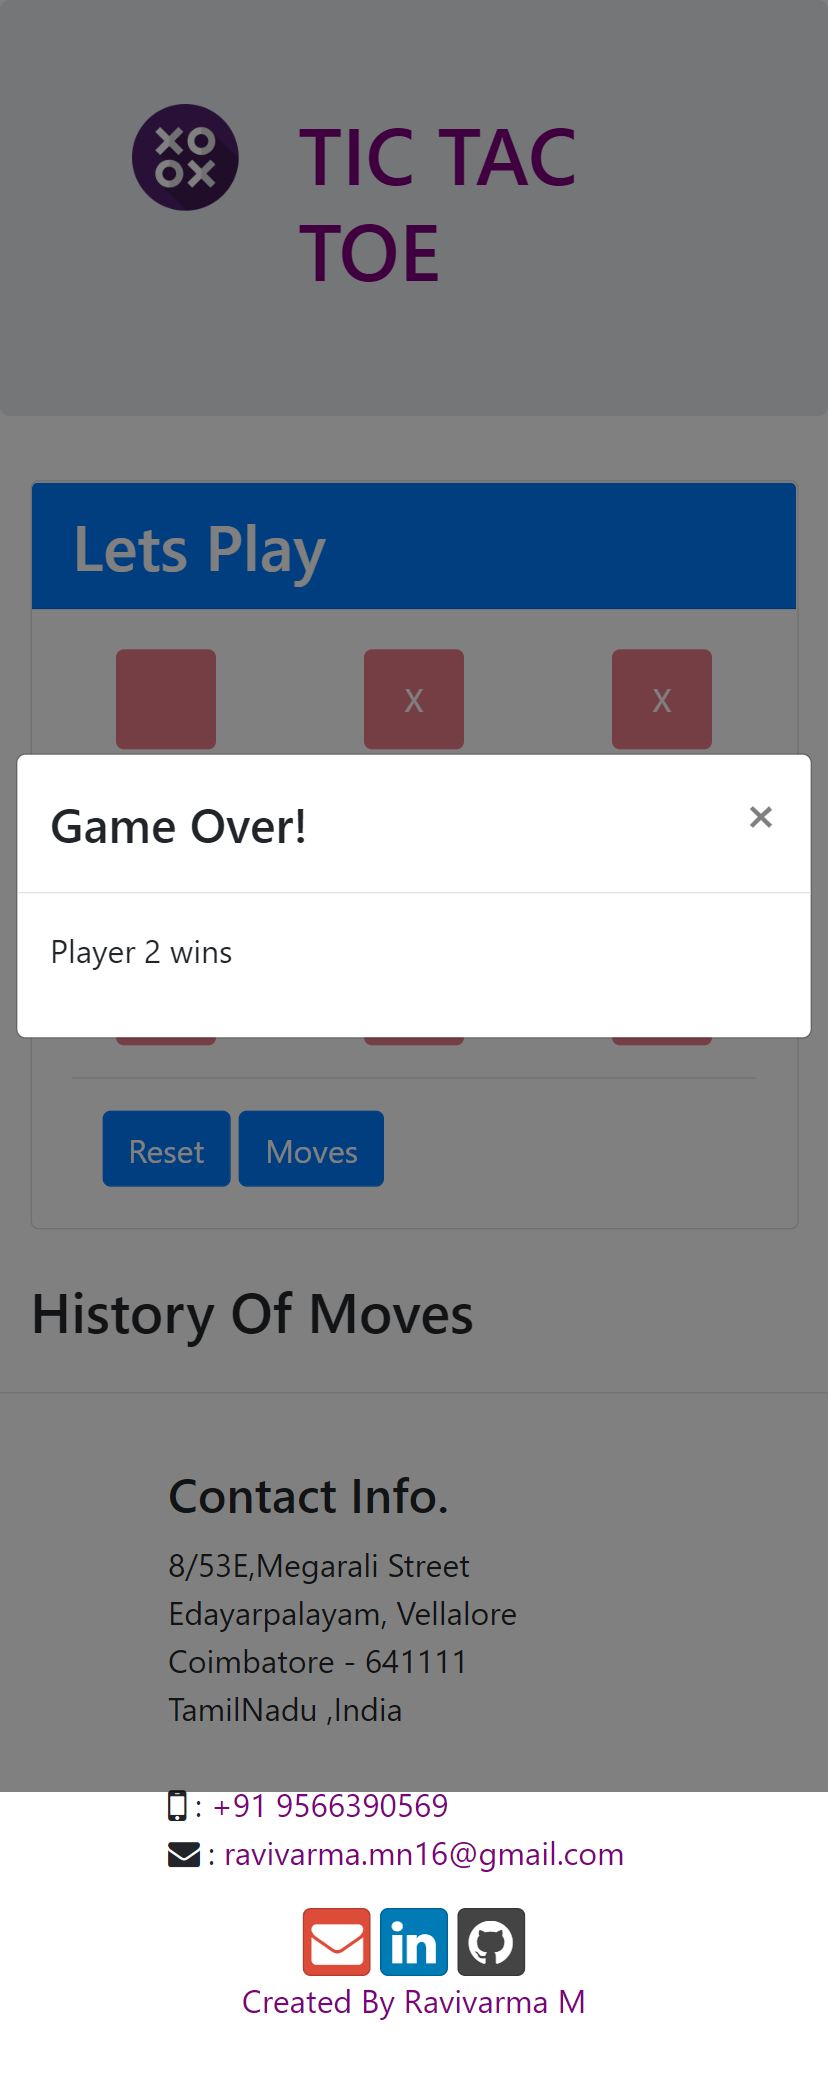 XO
OX
TIC TAC
TOE
Lets Play
X X
Game Over! ×
Player 2 wins
Reset Moves
History Of Moves
Contact Info.
8/53E,Megarali Street
Edayarpalayam, Vellalore
Coimbatore - 641111
TamilNadu ,India
: +91 9566390569
: ravivarma.mn16@gmail.com
in
Created By Ravivarma M